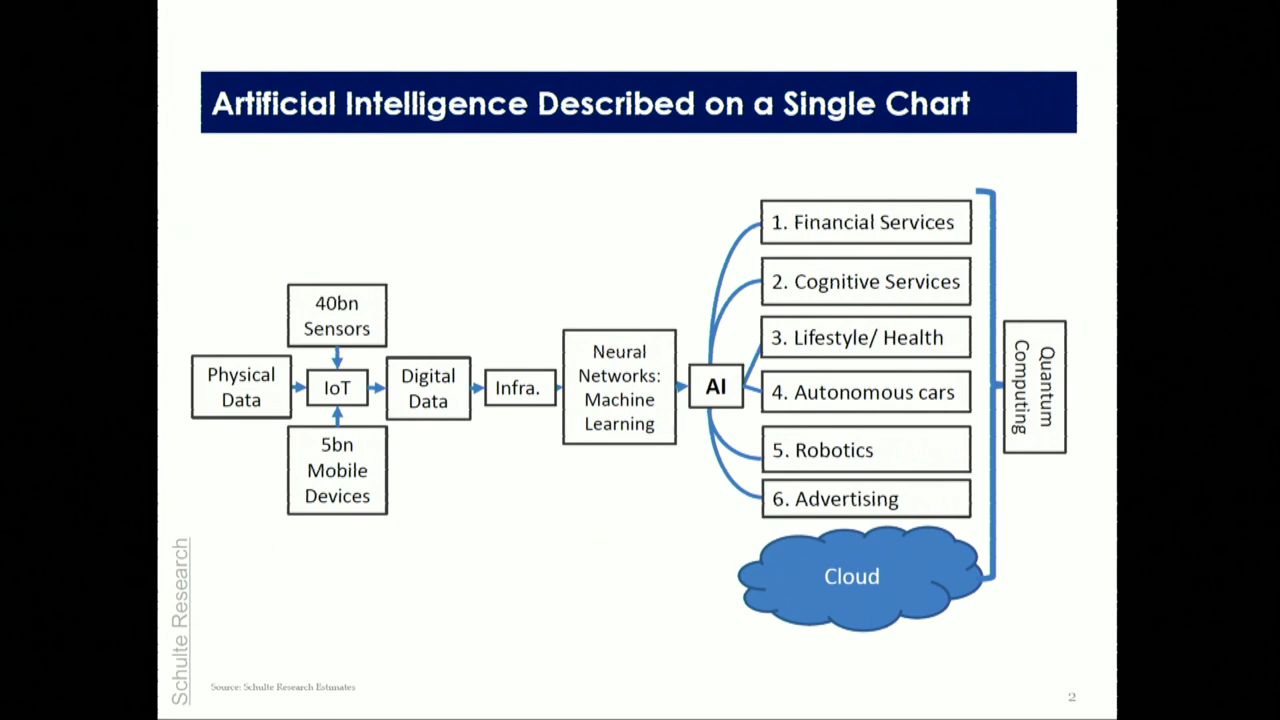 Artificial Intelligence Described on a Single Chart
Physical
Data
40bn
Sensors
IoT
5bn
Mobile
Devices
Digital
Data
Infra.
Neural
Networks:
Machine
Learning
AI
1. Financial Services
2. Cognitive Services
3. Lifestyle/ Health
4. Autonomous cars
5. Robotics
6. Advertising
Cloud
Quantum
Computing
Schulte Research
Source: Schulte Research Estimates
2